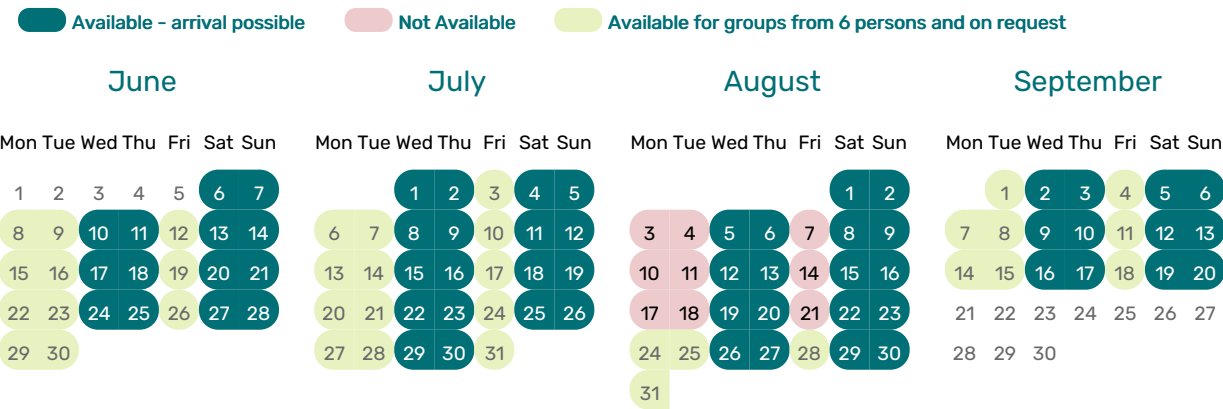 Available - arrival possible Not Available Available for groups from 6 persons and on request
June July August September
Mon Tue Wed Thu Fri Sat Sun Mon Tue Wed Thu Fri Sat Sun Mon Tue Wed Thu Fri Sat Sun Mon Tue Wed Thu Fri Sat Sun
1 2 3 4 5 6 7 1 2 3 4 5 1 2 1 2 3 4 5 6
8 9 10 11 12 13 14 6 7 8 9 10 11 12 3 4 5 6 7 8 9 7 8 9 10 11 12 13
15 16 17 18 19 20 21 13 14 15 16 17 18 19 10 11 12 13 14 15 16 14 15 16 17 18 19 20
22 23 24 25 26 27 28 20 21 22 23 24 25 26 17 18 19 20 21 22 23 21 22 23 24 25 26 27
29 30 27 28 29 30 31 24 25 26 27 28 29 30 28 29 30
31